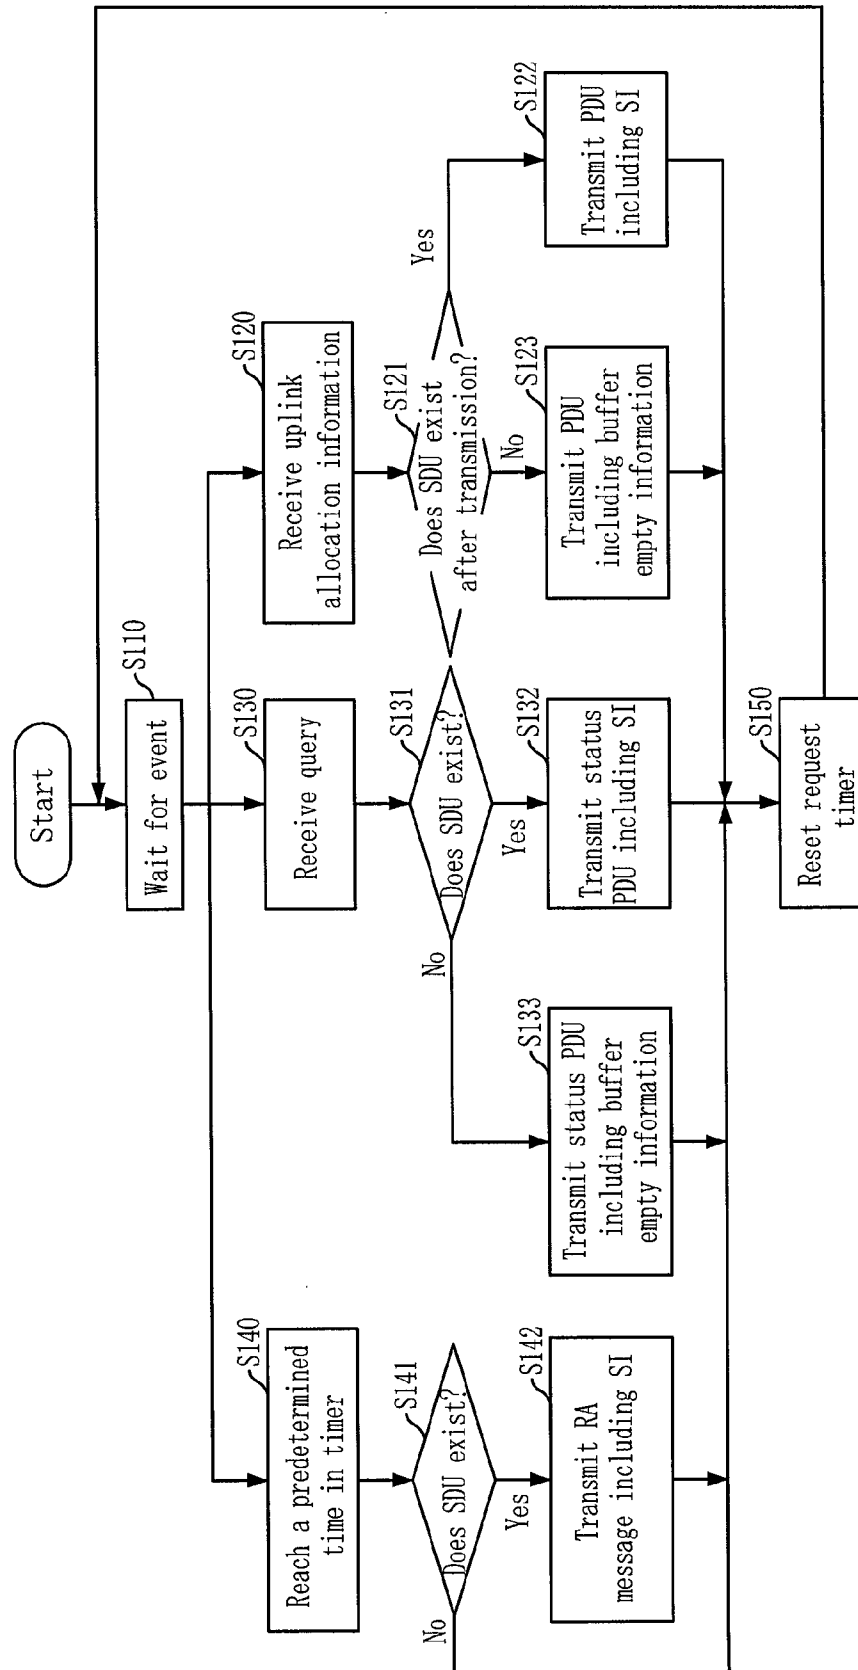 Start
S110
Wait for event
S140
Reach a predetermined
time in timer
S141
Does SDU exist?
No
Yes
S142
Transmit RA
message including SI
S130
Receive query
S131
Does SDU exist?
No
Yes
S133
Transmit status PDU
including buffer
empty information
S132
Transmit status
PDU including SI
S120
Receive uplink
allocation information
S121
Does SDU exist
after transmission?
Yes
No
S123
Transmit PDU
including buffer
empty information
S122
Transmit PDU
including SI
S150
Reset request
timer